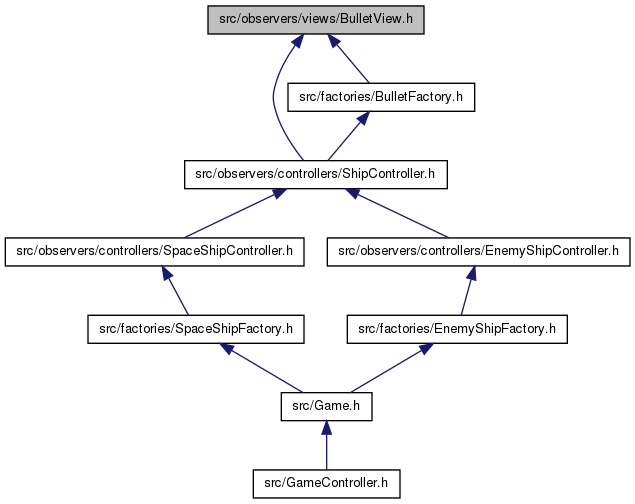 src/observers/views/BulletView.h
src/factories/BulletFactory.h
src/observers/controllers/ShipController.h
src/observers/controllers/SpaceShipController.h
src/observers/controllers/EnemyShipController.h
src/factories/SpaceShipFactory.h
src/factories/EnemyShipFactory.h
src/Game.h
src/GameController.h